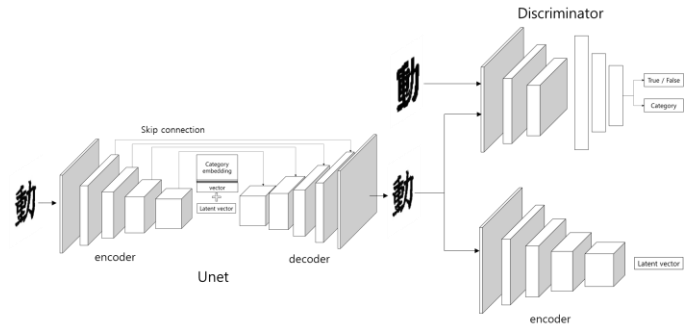 Discriminator
動
True / False
Category
Skip connection
Category
embedding
vector
Latent vector
動
動
encoder
decoder
Unet
Latent vector
encoder